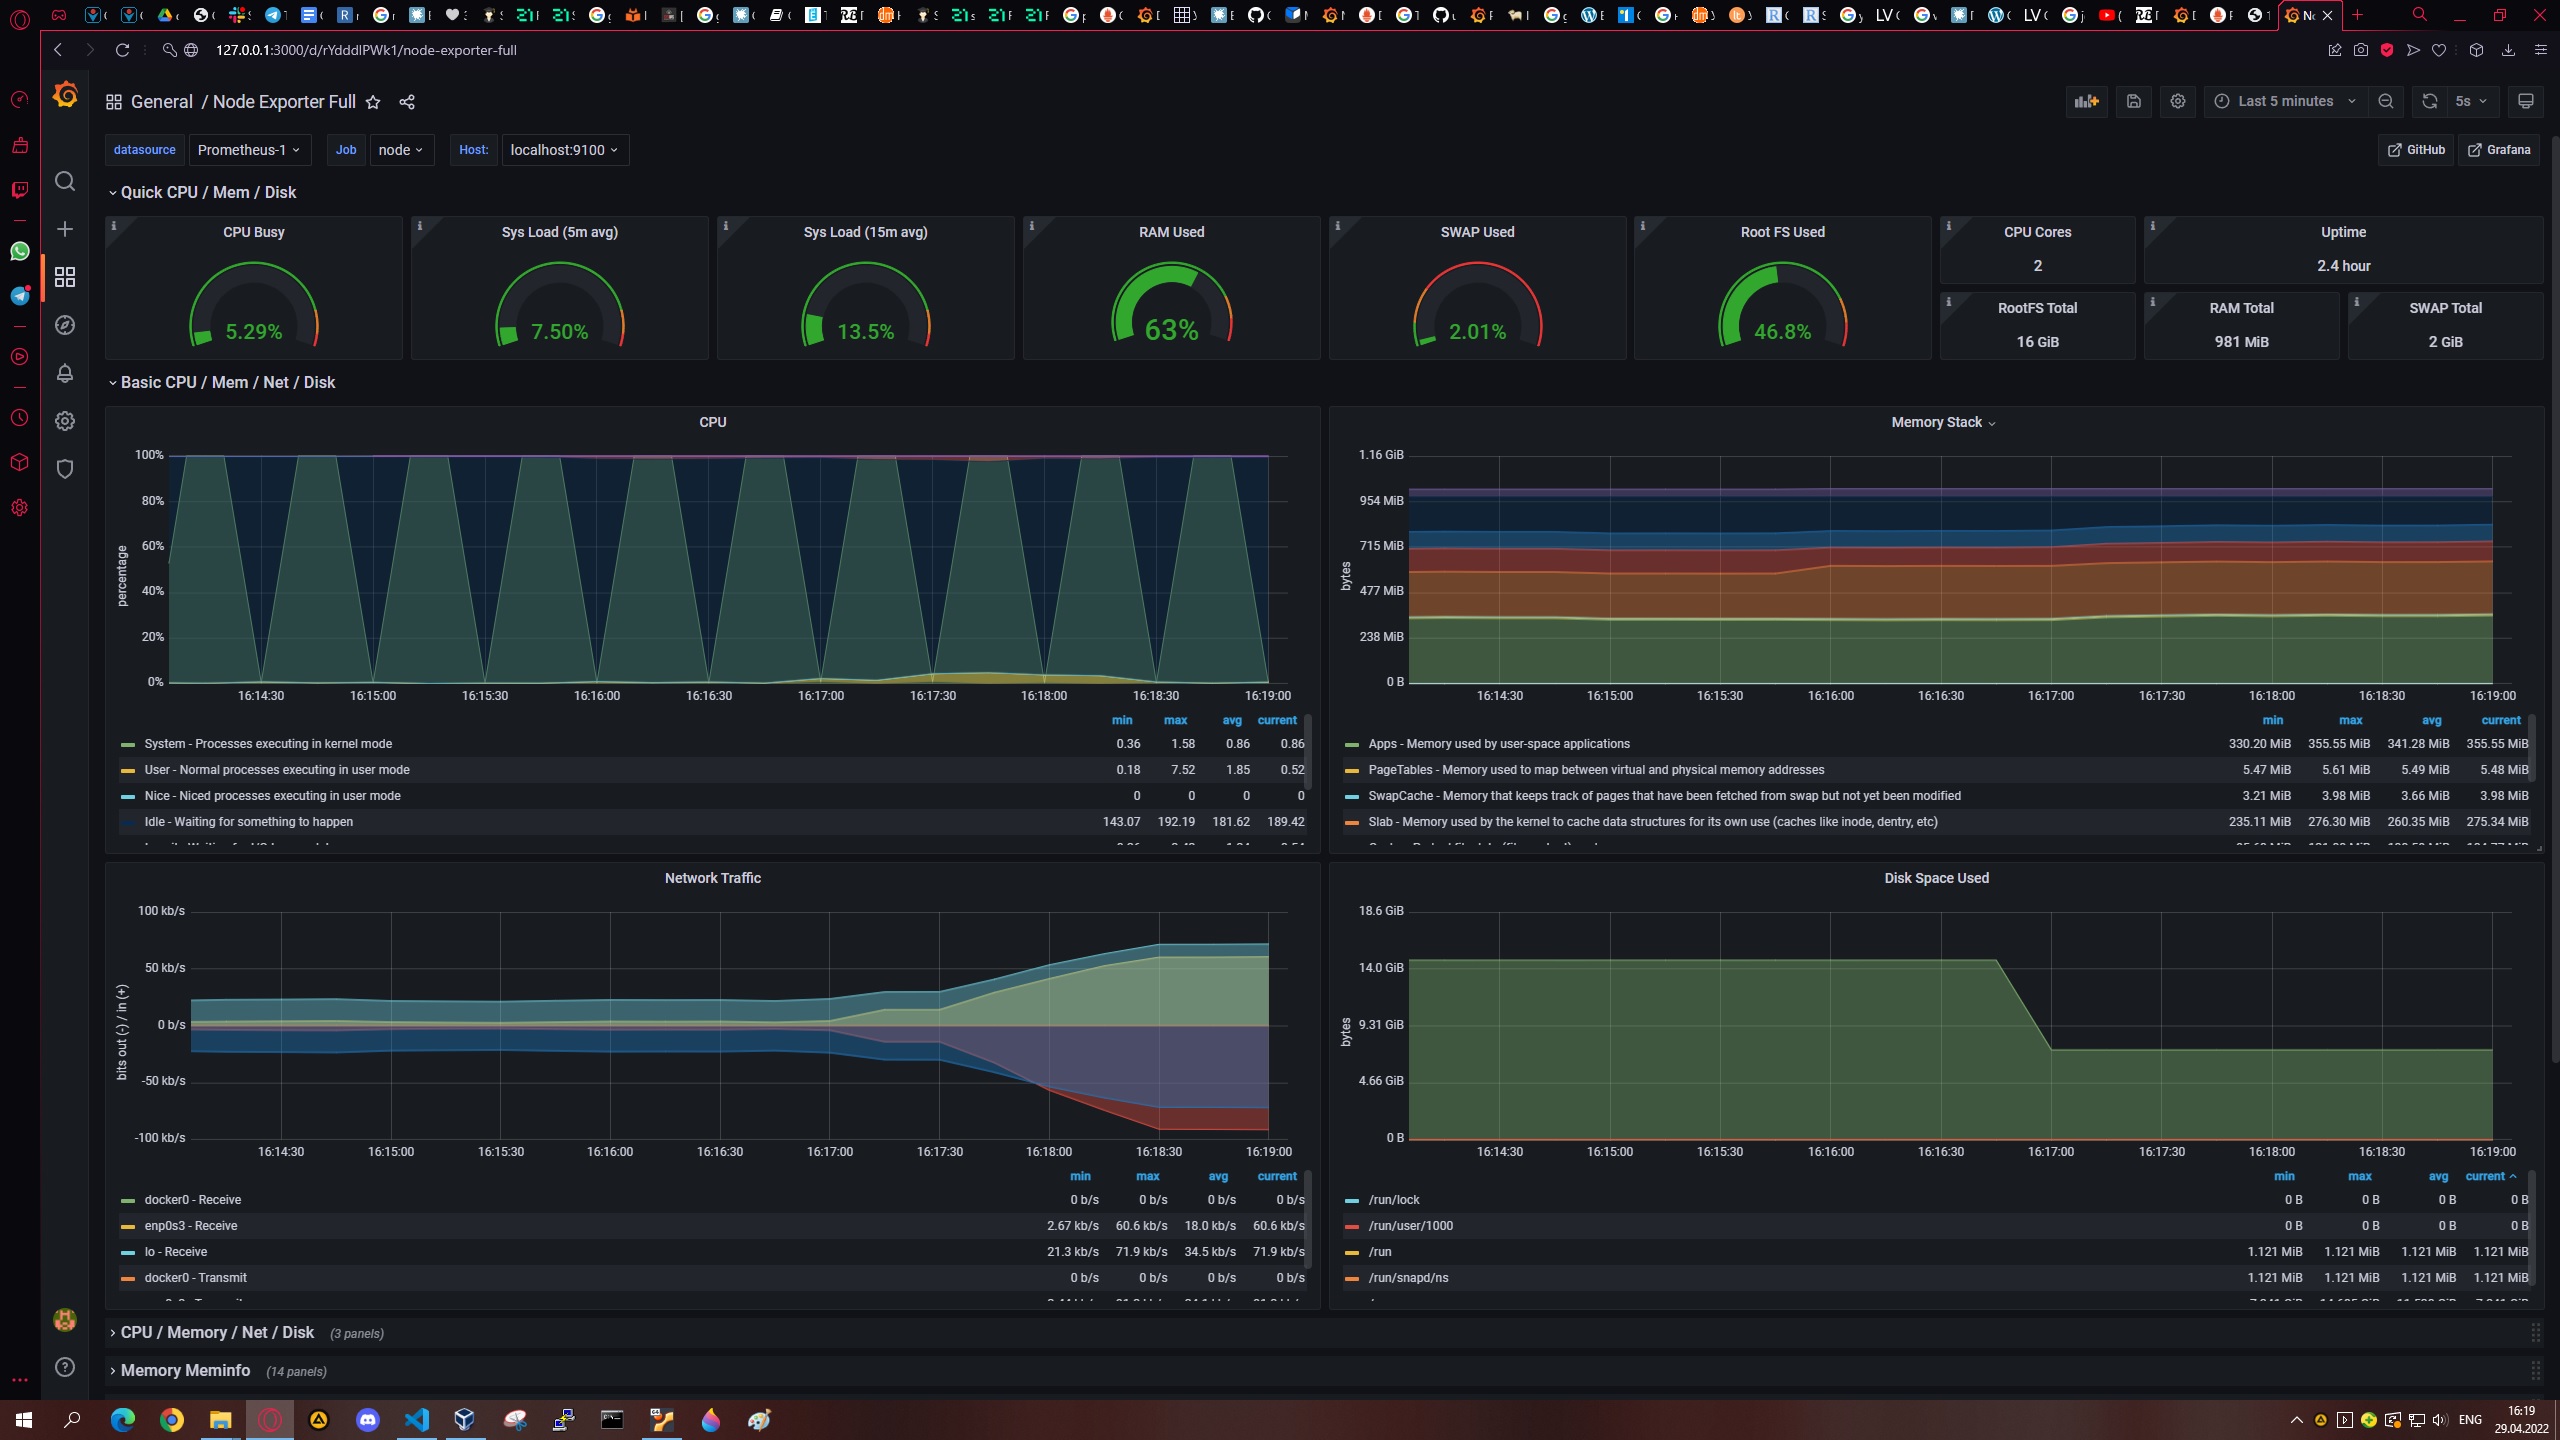 127.0.0.1:3000/d/rYdddlPWk1/node-exporter-full
General / Node Exporter Full
Last 5 minutes
5s
datasource Prometheus-1 Job node Host: localhost:9100
GitHub Grafana
Quick CPU / Mem / Disk
CPU Busy
5.29%
Sys Load (5m avg)
7.50%
Sys Load (15m avg)
13.5%
RAM Used
63%
SWAP Used
2.01%
Root FS Used
46.8%
CPU Cores
2
Uptime
2.4 hour
RootFS Total
16 GiB
RAM Total
981 MiB
SWAP Total
2 GiB
Basic CPU / Mem / Net / Disk
CPU
percentage
100%
80%
60%
40%
20%
0%
16:14:30 16:15:00 16:15:30 16:16:00 16:16:30 16:17:00 16:17:30 16:18:00 16:18:30 16:19:00
min max avg current
System - Processes executing in kernel mode 0.36 1.58 0.86 0.86
User - Normal processes executing in user mode 0.18 7.52 1.85 0.52
Nice - Niced processes executing in user mode 0 0 0 0
Idle - Waiting for something to happen 143.07 192.19 181.62 189.42
Memory Stack
bytes
1.16 GiB
954 MiB
715 MiB
477 MiB
238 MiB
0 B
16:14:30 16:15:00 16:15:30 16:16:00 16:16:30 16:17:00 16:17:30 16:18:00 16:18:30 16:19:00
min max avg current
Apps - Memory used by user-space applications 330.20 MiB 355.55 MiB 341.28 MiB 355.55 MiB
PageTables - Memory used to map between virtual and physical memory addresses 5.47 MiB 5.61 MiB 5.49 MiB 5.48 MiB
SwapCache - Memory that keeps track of pages that have been fetched from swap but not yet been modified 3.21 MiB 3.98 MiB 3.66 MiB 3.98 MiB
Slab - Memory used by the kernel to cache data structures for its own use (caches like inode, dentry, etc) 235.11 MiB 276.30 MiB 260.35 MiB 275.34 MiB
Network Traffic
bits out (-) / in (+)
100 kb/s
50 kb/s
0 b/s
-50 kb/s
-100 kb/s
16:14:30 16:15:00 16:15:30 16:16:00 16:16:30 16:17:00 16:17:30 16:18:00 16:18:30 16:19:00
min max avg current
docker0 - Receive 0 b/s 0 b/s 0 b/s 0 b/s
enp0s3 - Receive 2.67 kb/s 60.6 kb/s 18.0 kb/s 60.6 kb/s
lo - Receive 21.3 kb/s 71.9 kb/s 34.5 kb/s 71.9 kb/s
docker0 - Transmit 0 b/s 0 b/s 0 b/s 0 b/s
Disk Space Used
bytes
18.6 GiB
14.0 GiB
9.31 GiB
4.66 GiB
0 B
16:14:30 16:15:00 16:15:30 16:16:00 16:16:30 16:17:00 16:17:30 16:18:00 16:18:30 16:19:00
min max avg current
/run/lock 0 B 0 B 0 B 0 B
/run/user/1000 0 B 0 B 0 B 0 B
/run 1.121 MiB 1.121 MiB 1.121 MiB 1.121 MiB
/run/snapd/ns 1.121 MiB 1.121 MiB 1.121 MiB 1.121 MiB
CPU / Memory / Net / Disk (3 panels)
Memory Meminfo (14 panels)
ENG
16:19
29.04.2022